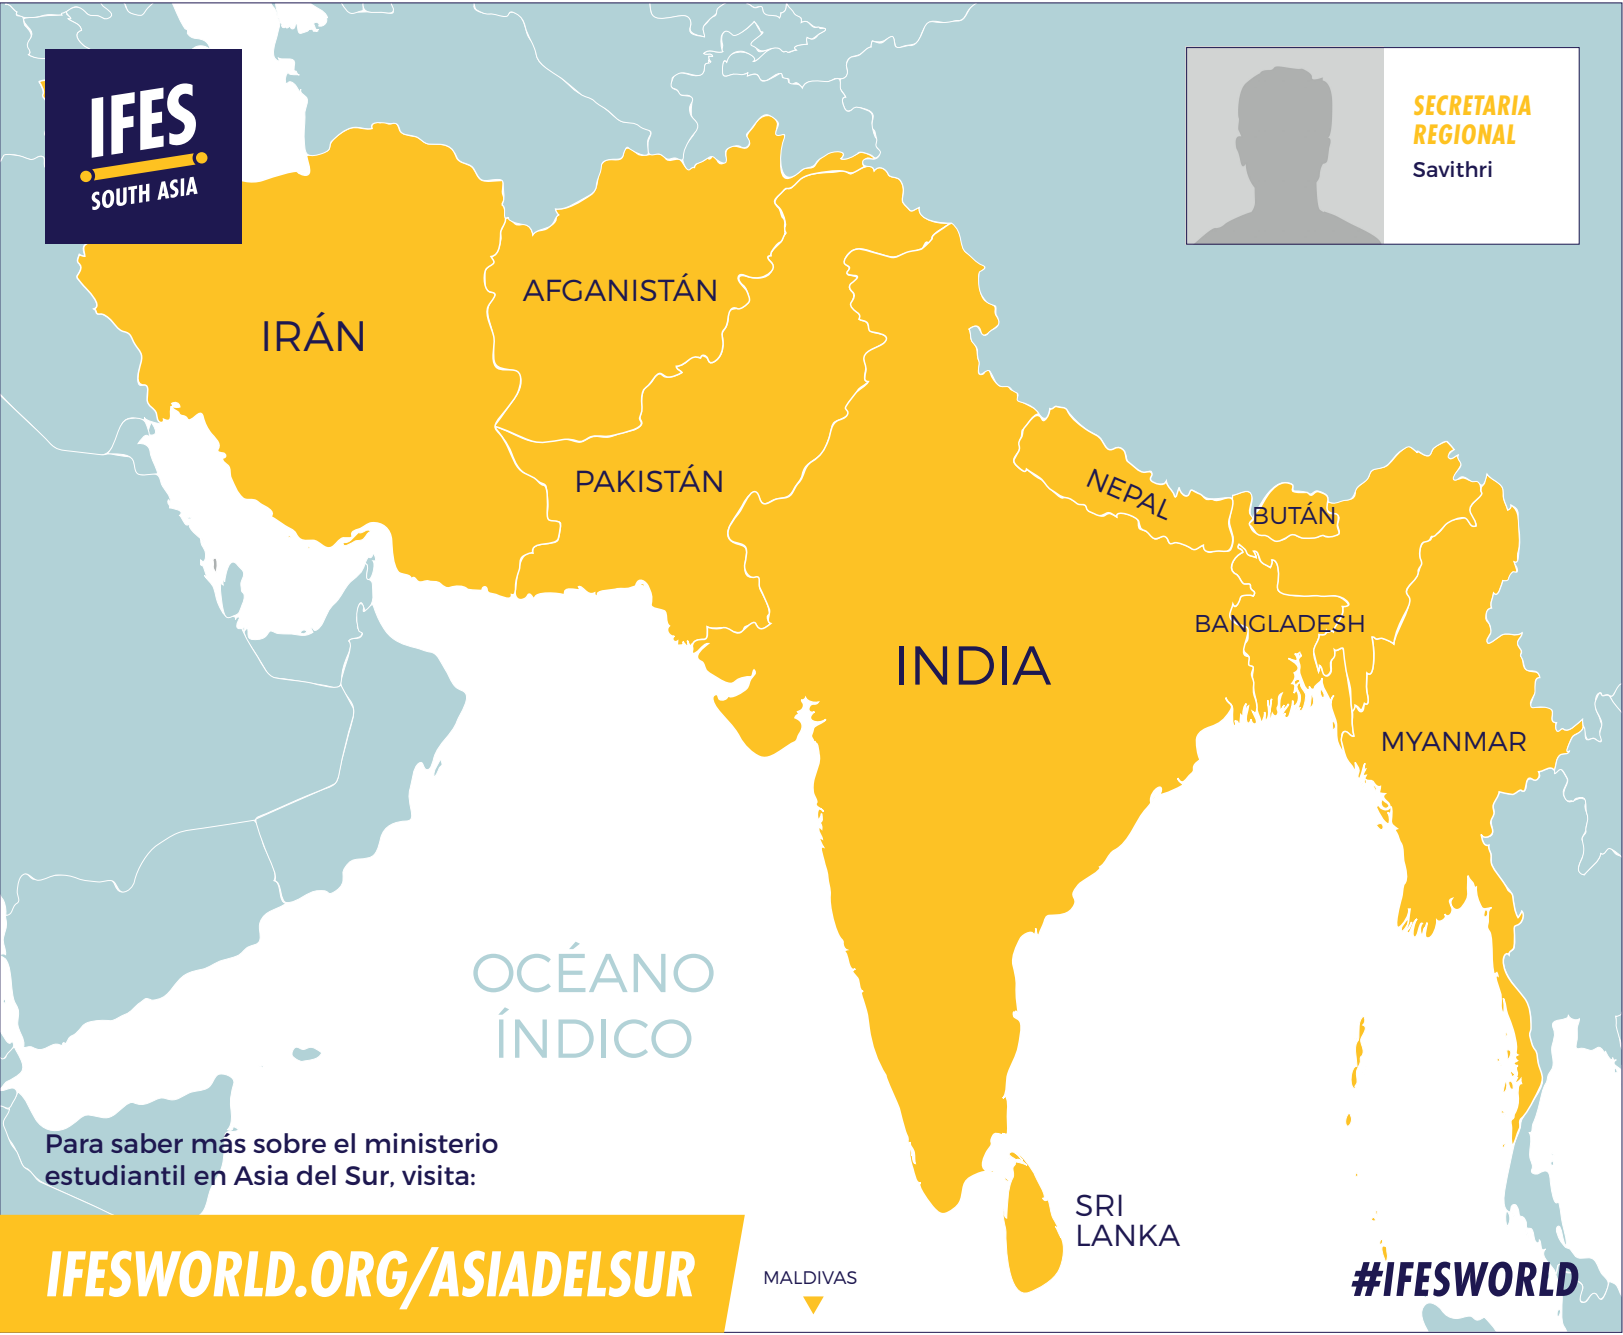 IFES
SOUTH ASIA
SECRETARIA
REGIONAL
Savithri
AFGANISTÁN
IRÁN
PAKISTÁN
NEPAL
BUTÁN
BANGLADESH
INDIA
MYANMAR
OCÉANO
ÍNDICO
Para saber más sobre el ministerio
estudiantil en Asia del Sur, visita:
SRI
LANKA
IFESWORLD.ORG/ASIADELSUR
MALDIVAS
#IFESWORLD